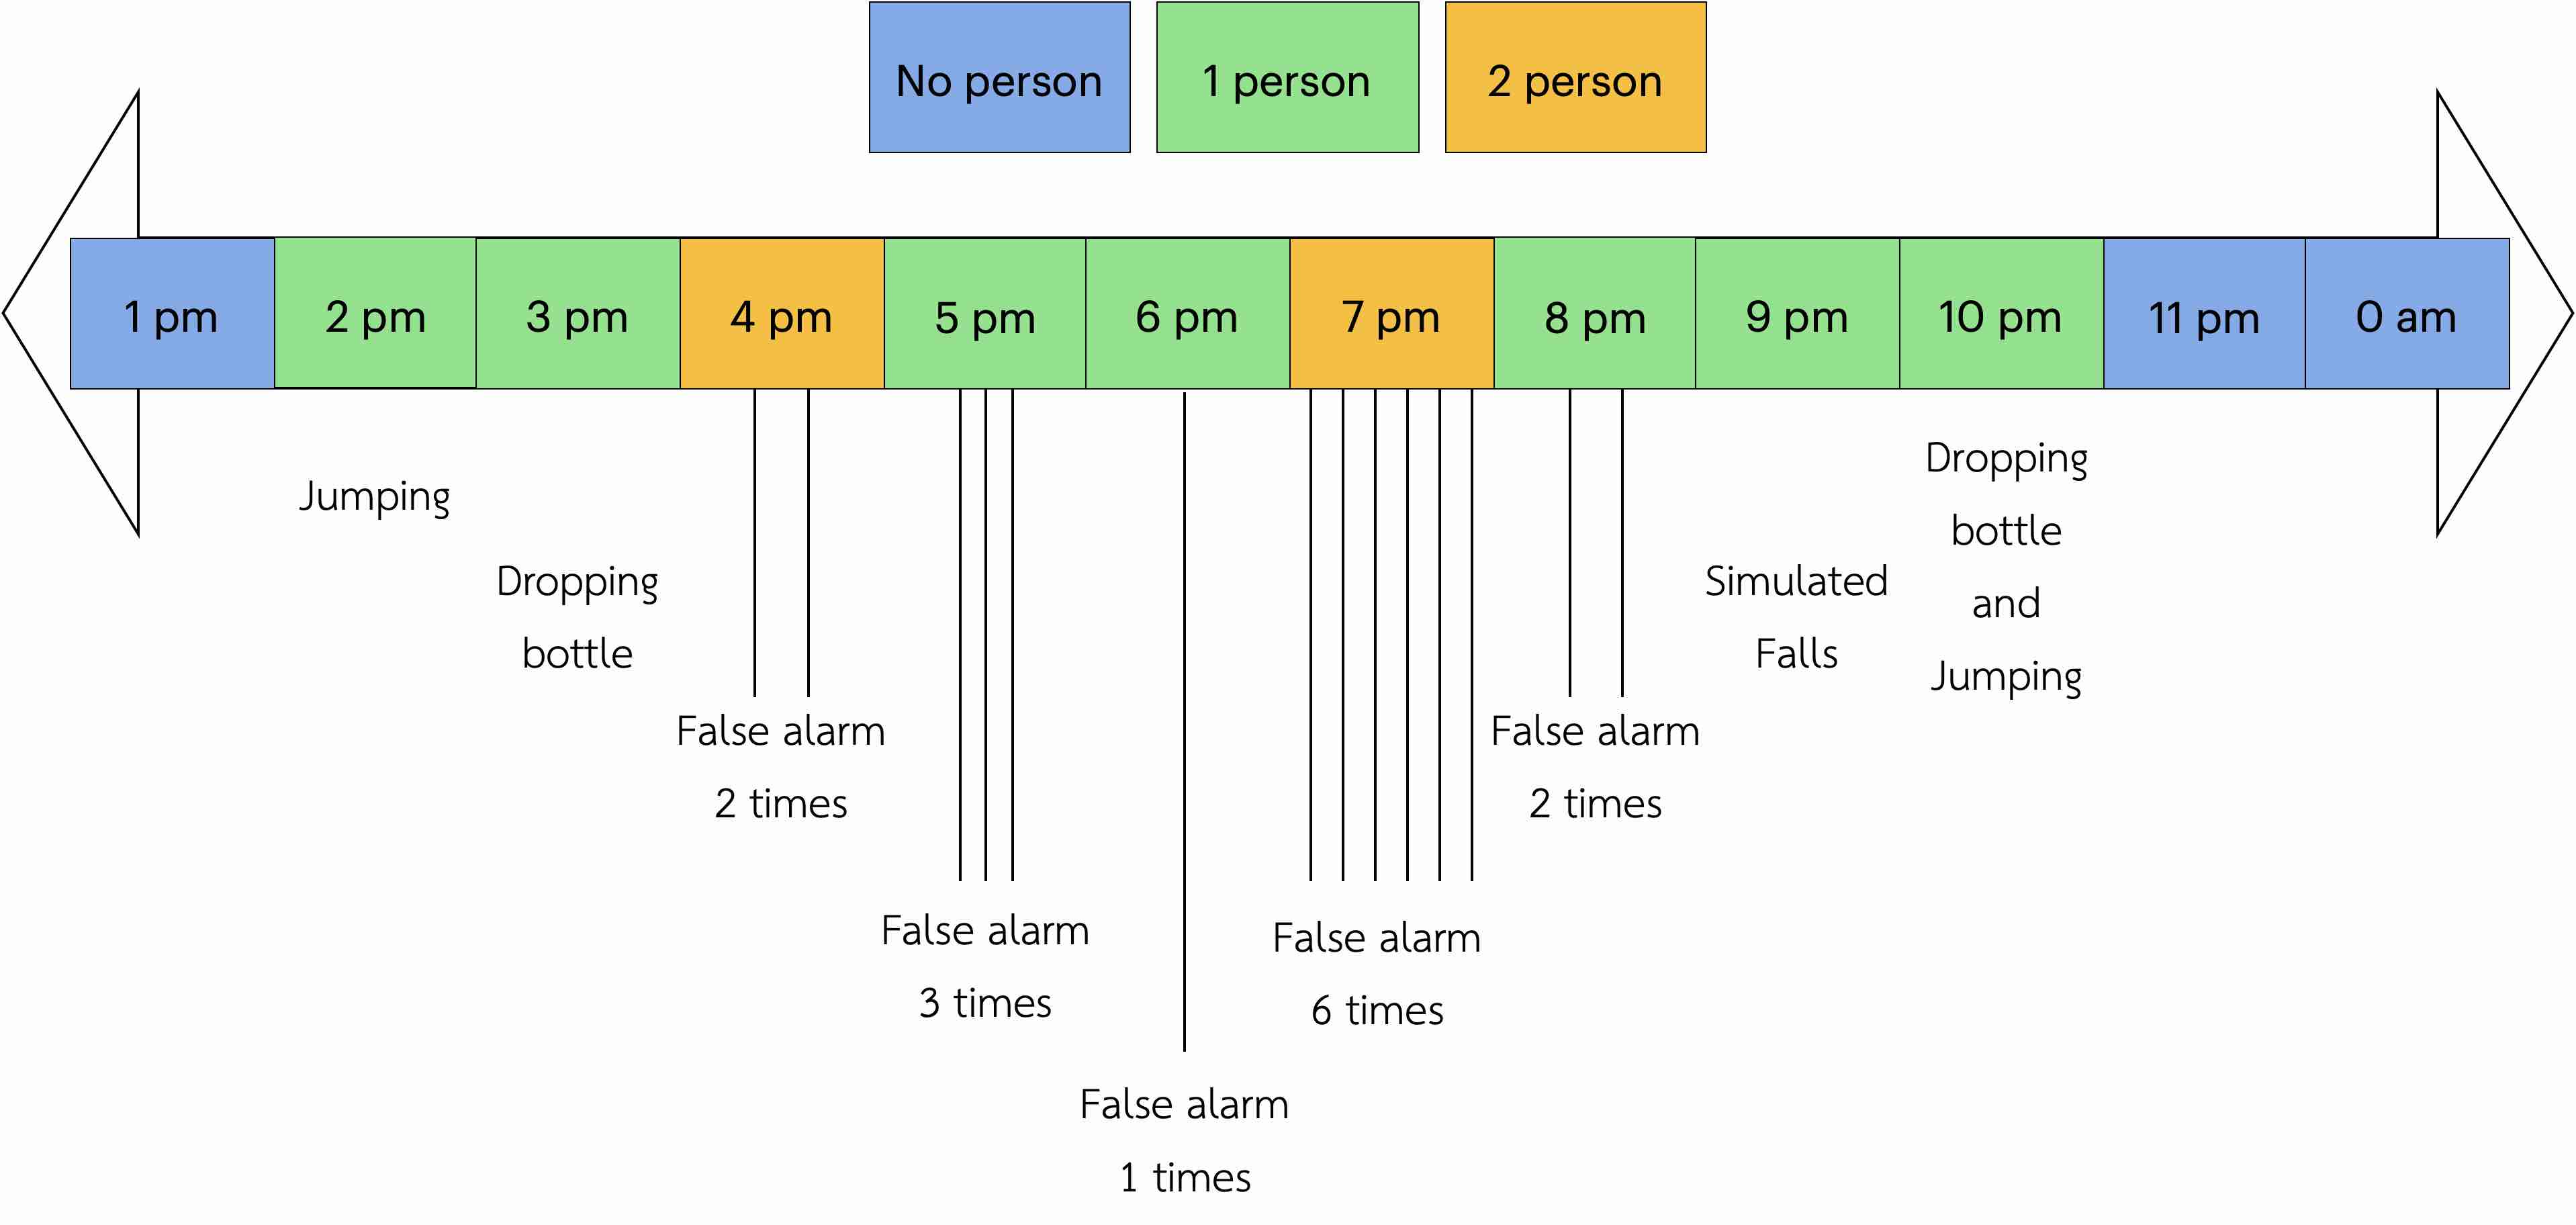 No person
1 person
2 person
1 pm
2 pm
3 pm
4 pm
5 pm
6 pm
7 pm
8 pm
9 pm
10 pm
11 pm
0 am
Jumping
Dropping
bottle
False alarm
2 times
False alarm
3 times
False alarm
1 times
False alarm
6 times
False alarm
2 times
Simulated
Falls
Dropping
bottle
and
Jumping